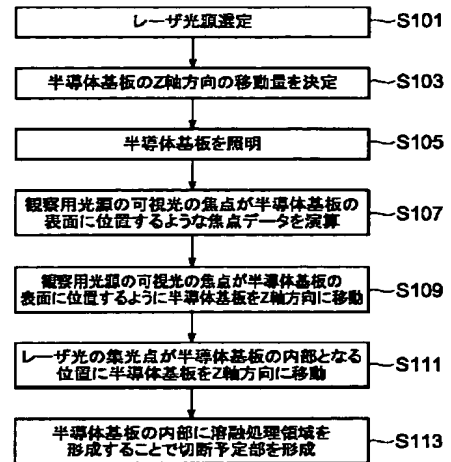 レーザ光源選定
S101
半導体基板のZ軸方向の移動量を決定
S103
半導体基板を照明
S105
観察用光源の可視光の焦点が半導体基板の
表面に位置するような焦点データを演算
S107
観察用光源の可視光の焦点が半導体基板の
表面に位置するように半導体基板をZ軸方向に移動
S109
レーザ光の集光点が半導体基板の内部となる
位置に半導体基板をZ軸方向に移動
S111
半導体基板の内部に溶融処理領域を
形成することで切断予定部を形成
S113